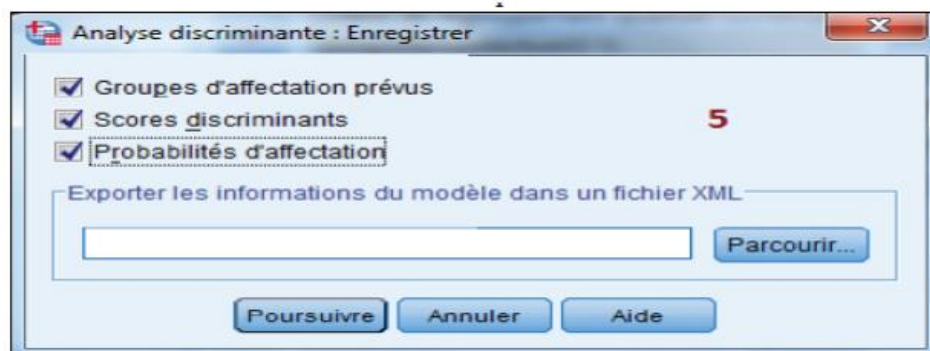 Analyse discriminante : Enregistrer
Groupes d'affectation prévus
Scores discriminants
5
Probabilités d'affectation
Exporter les informations du modèle dans un fichier XML
Parcourir...
Poursuivre Annuler Aide